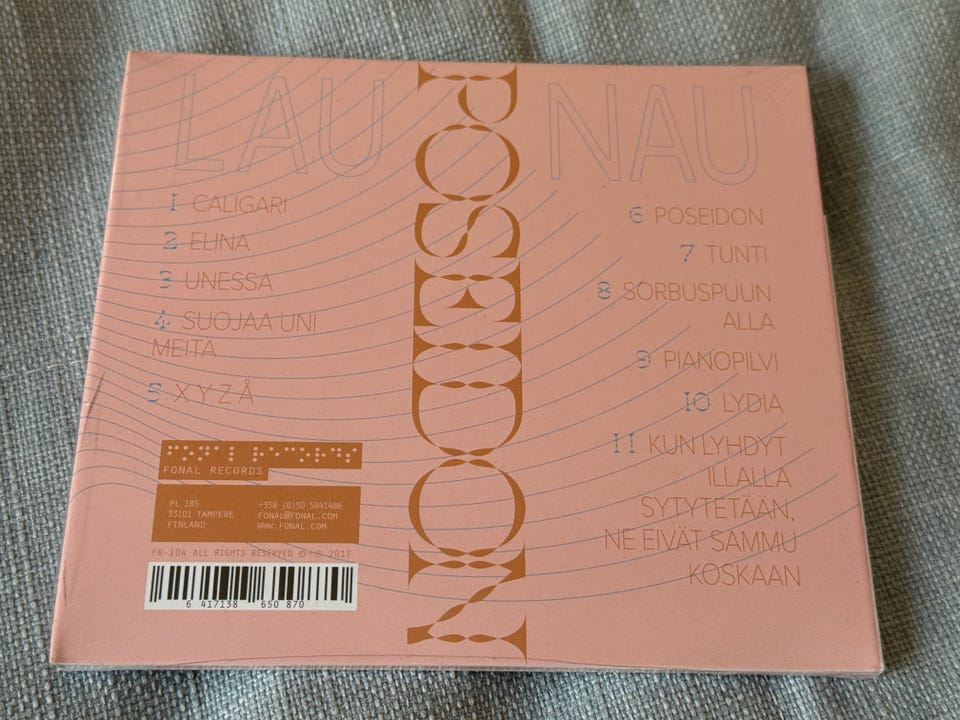 LAU NAU
POSEIDON
1 CALIGARI
2 ELINA
3 UNESSA
4 SUOJAA UNI
MEITÄ
5 X Y Z Å
6 POSEIDON
7 TUNTI
8 SORBUSPUUN
ALLA
9 PIANOPILVI
10 LYDIA
11 KUN LYHDYT
ILLALLA
SYTYTETÄÄN,
NE EIVÄT SAMMU
KOSKAAN
FONAL RECORDS
PL 185
33101 TAMPERE
FINLAND
+358 (0)50 5841486
FONAL@FONAL.COM
WWW.FONAL.COM
FR-104 ALL RIGHTS RESERVED ©+℗ 2017
6 417138 650870